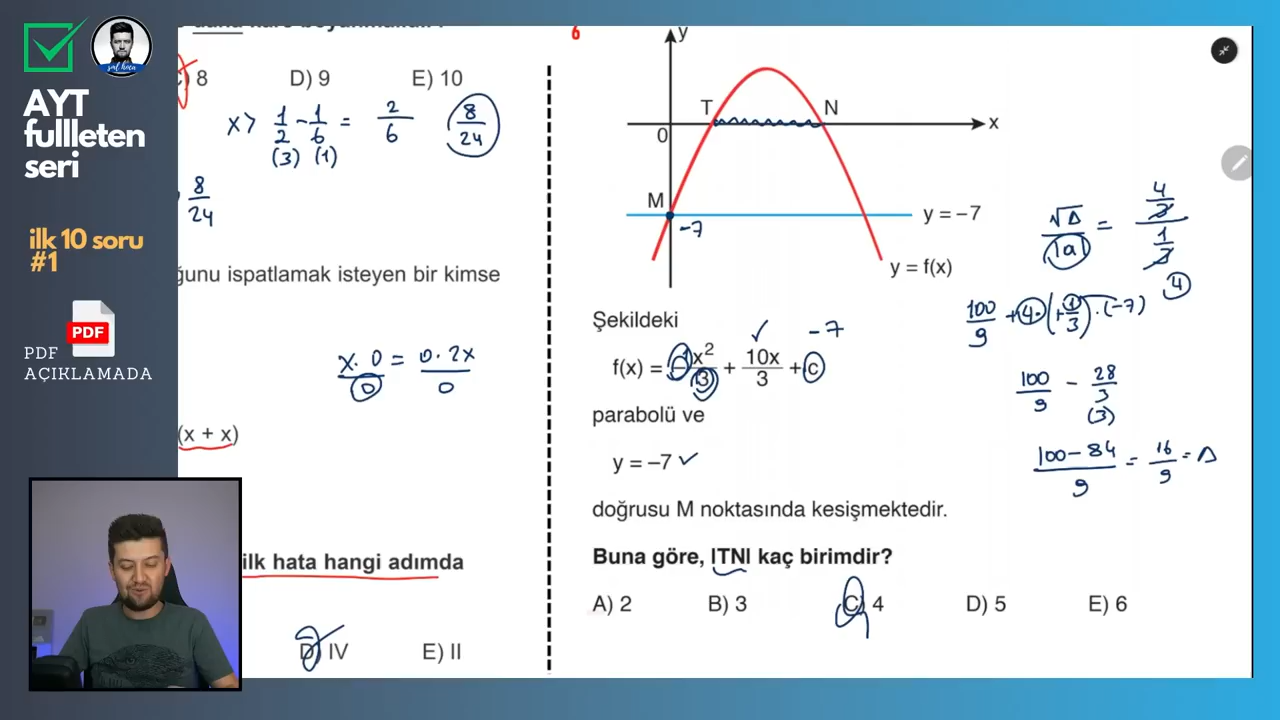 AYT
fullleten
seri
ilk 10 soru
#1
PDF
PDF
AÇIKLAMADA
8
D) 9
E) 10
x > 1/2 - 1/6 = 2/6
8/24
(3) (1)
8/24
ğunu ispatlamak isteyen bir kimse
x. 0 / 0 = 0. 2x / 0
(x + x)
ilk hata hangi adımda
D) IV
E) II
6
y
T
N
0
x
M
-7
y = –7
y = f(x)
Şekildeki
-7
f(x) = -1x²/3 + 10x/3 + c
parabolü ve
y = –7
doğrusu M noktasında kesişmektedir.
Buna göre, |TN| kaç birimdir?
A) 2
B) 3
C) 4
D) 5
E) 6
√Δ / |a| = 4/3 / 1/3
4
100/9 + 4. (+1/3) . (-7)
100/9 - 28/3
(3)
100-84 / 9 = 16/9 = Δ